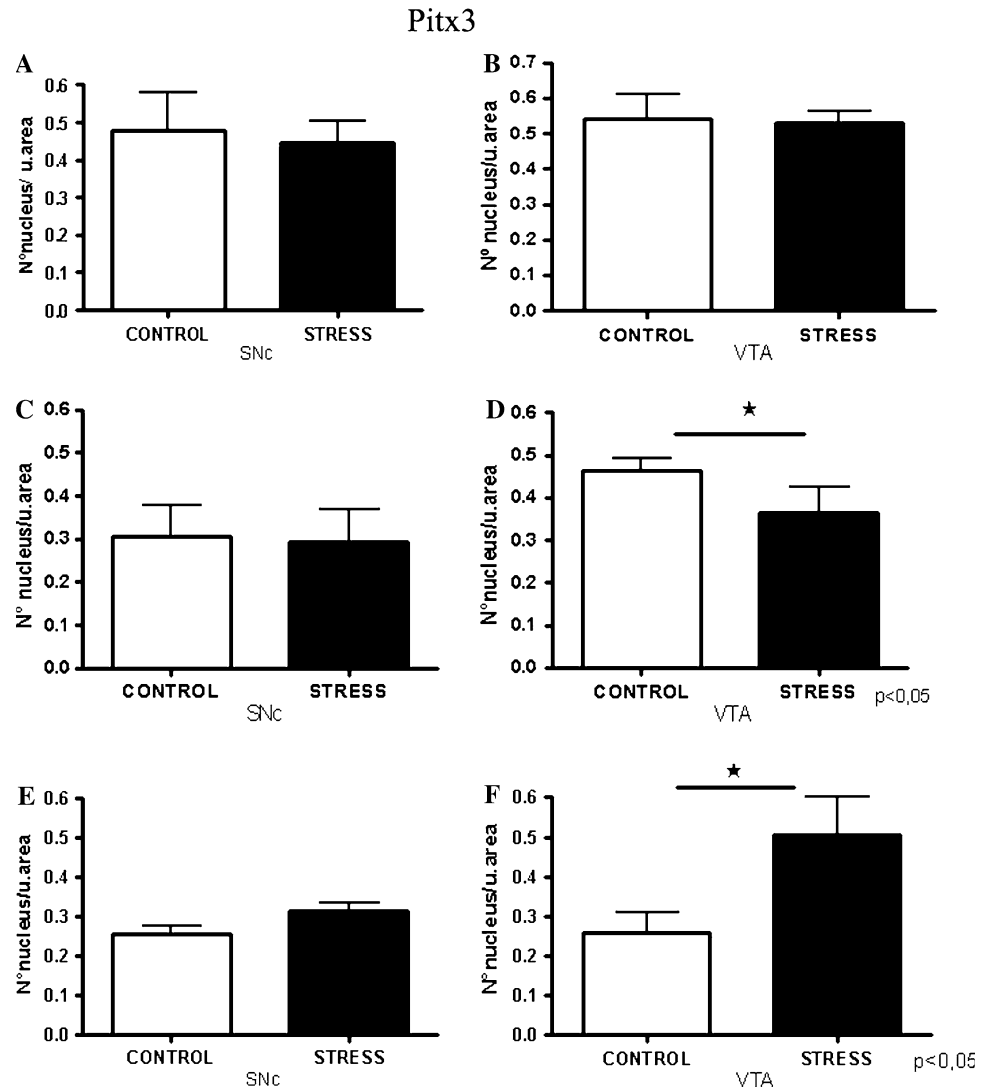 Pitx3
A
N°nucleus/ u.area
0.6
0.5
0.4
0.3
0.2
0.1
0.0
CONTROL STRESS
SNc
B
Nº nucleus/u.area
0.7
0.6
0.5
0.4
0.3
0.2
0.1
0.0
CONTROL STRESS
VTA
C
N° nucleus/u.area
0.6
0.5
0.4
0.3
0.2
0.1
0.0
CONTROL STRESS
SNc
D
N°nucleus/u.area
0.6
0.5
0.4
0.3
0.2
0.1
0.0
★
CONTROL STRESS
VTA
p<0,05
E
N°nucleus/u.area
0.6
0.5
0.4
0.3
0.2
0.1
0.0
CONTROL STRESS
SNc
F
N° nucleus/u.area
0.6
0.5
0.4
0.3
0.2
0.1
0.0
★
CONTROL STRESS
VTA
p<0,05